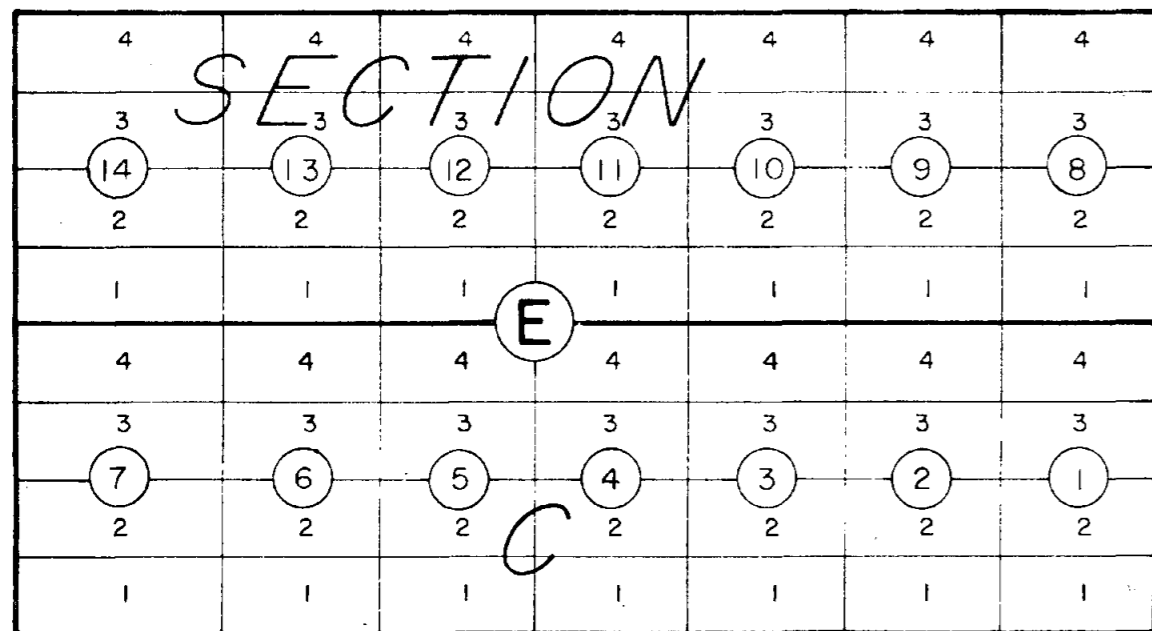 4 4 4 4 4 4 4
SECTION
3 3 3 3 3 3 3
14 13 12 11 10 9 8
2 2 2 2 2 2 2
1 1 1 1 1 1 1
E
4 4 4 4 4 4 4
3 3 3 3 3 3 3
7 6 5 4 3 2 1
2 2 2 2 2 2 2
C
1 1 1 1 1 1 1